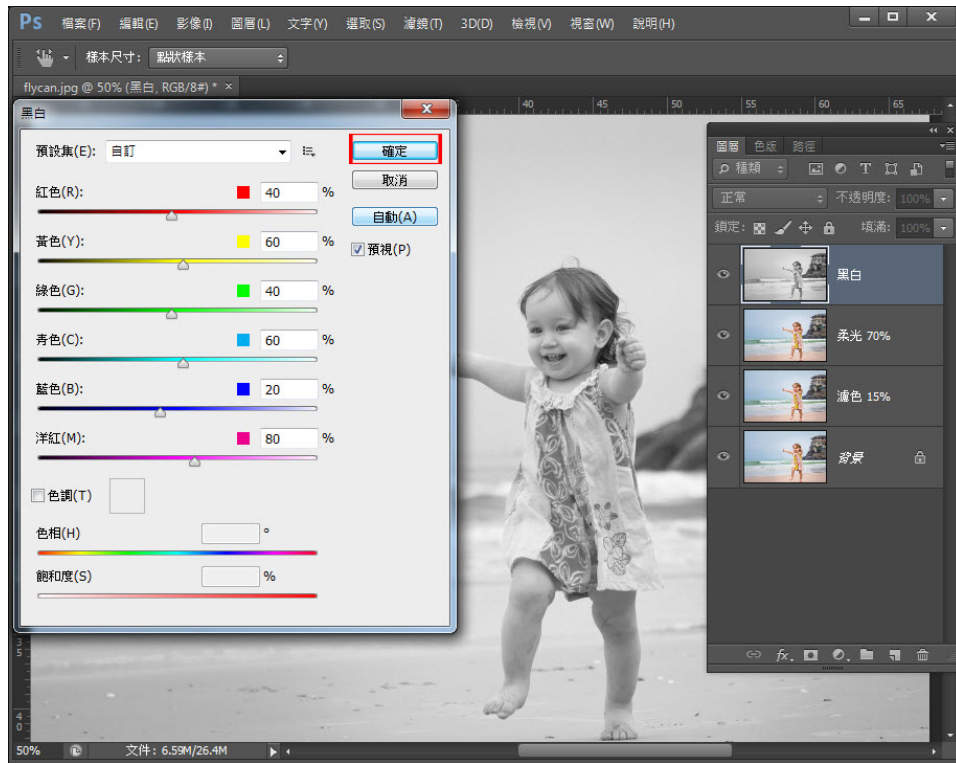 Ps 檔案(F) 編輯(E) 影像(I) 圖層(L) 文字(Y) 選取(S) 濾鏡(T) 3D(D) 檢視(V) 視窗(W) 說明(H)
樣本尺寸： 點狀樣本
flycan.jpg @ 50% (黑白, RGB/8#) * ×
40 45 50 55 60 65
黑白
預設集(E): 自訂
確定
取消
自動(A)
預視(P)
紅色(R): 40 %
黃色(Y): 60 %
綠色(G): 40 %
青色(C): 60 %
藍色(B): 20 %
洋紅(M): 80 %
色調(T)
色相(H) °
飽和度(S) %
圖層 色版 路徑
種類
正常 不透明度: 100%
鎖定: 填滿: 100%
黑白
柔光 70%
濾色 15%
背景
fx.
3
5
4
0
50% 文件: 6.59M/26.4M